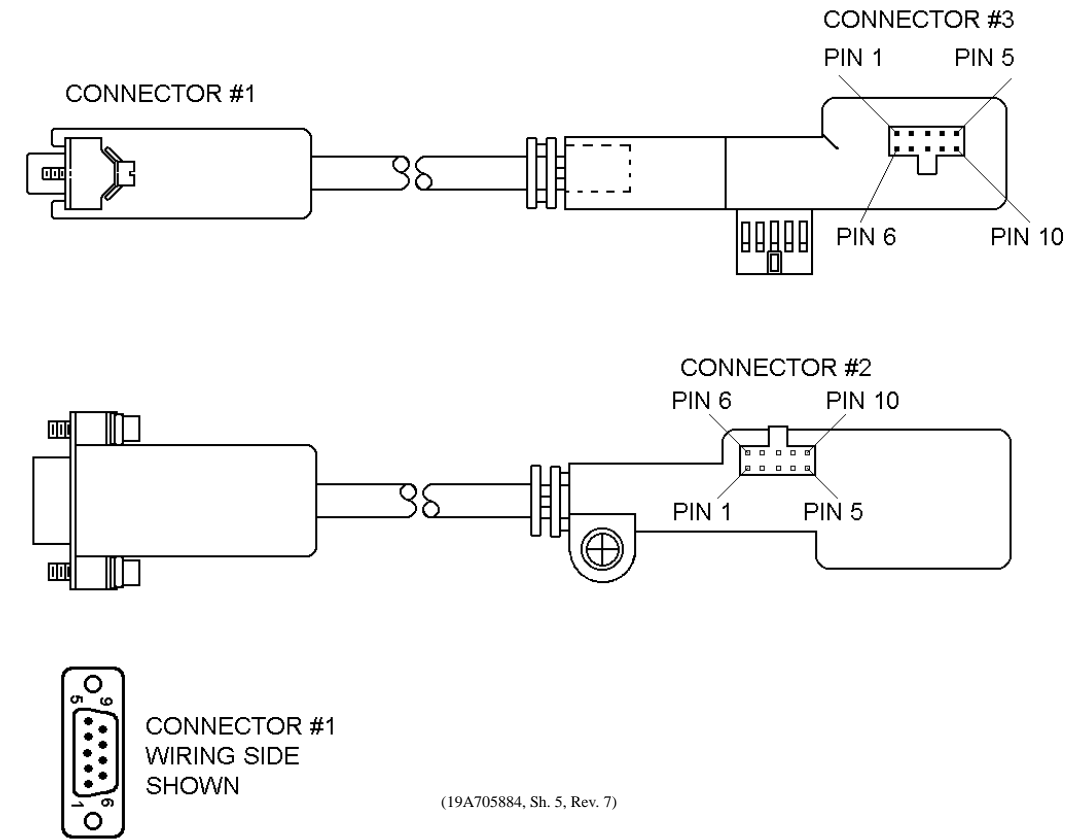 CONNECTOR #3
PIN 1 PIN 5
CONNECTOR #1
PIN 6 PIN 10
CONNECTOR #2
PIN 6 PIN 10
PIN 1 PIN 5
5 9
CONNECTOR #1
WIRING SIDE
SHOWN
1 6
(19A705884, Sh. 5, Rev. 7)